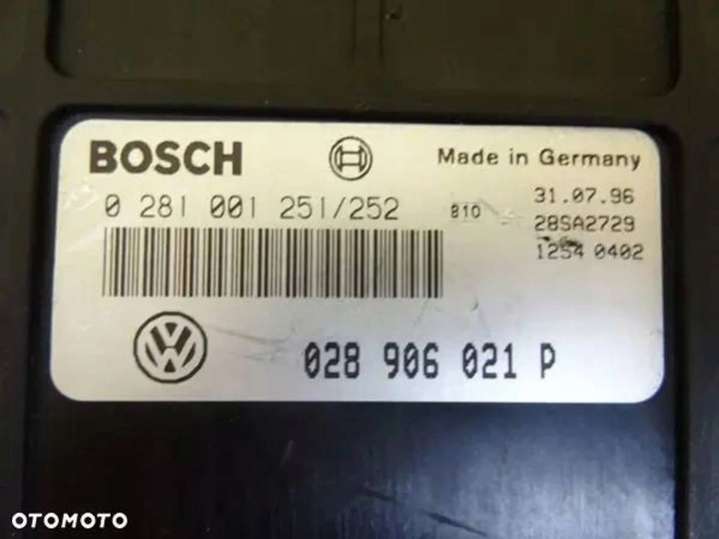 BOSCH
Made in Germany
0 281 001 251/252
810
31.07.96
28SA2729
1254 0402
028 906 021 P
OTOMOTO